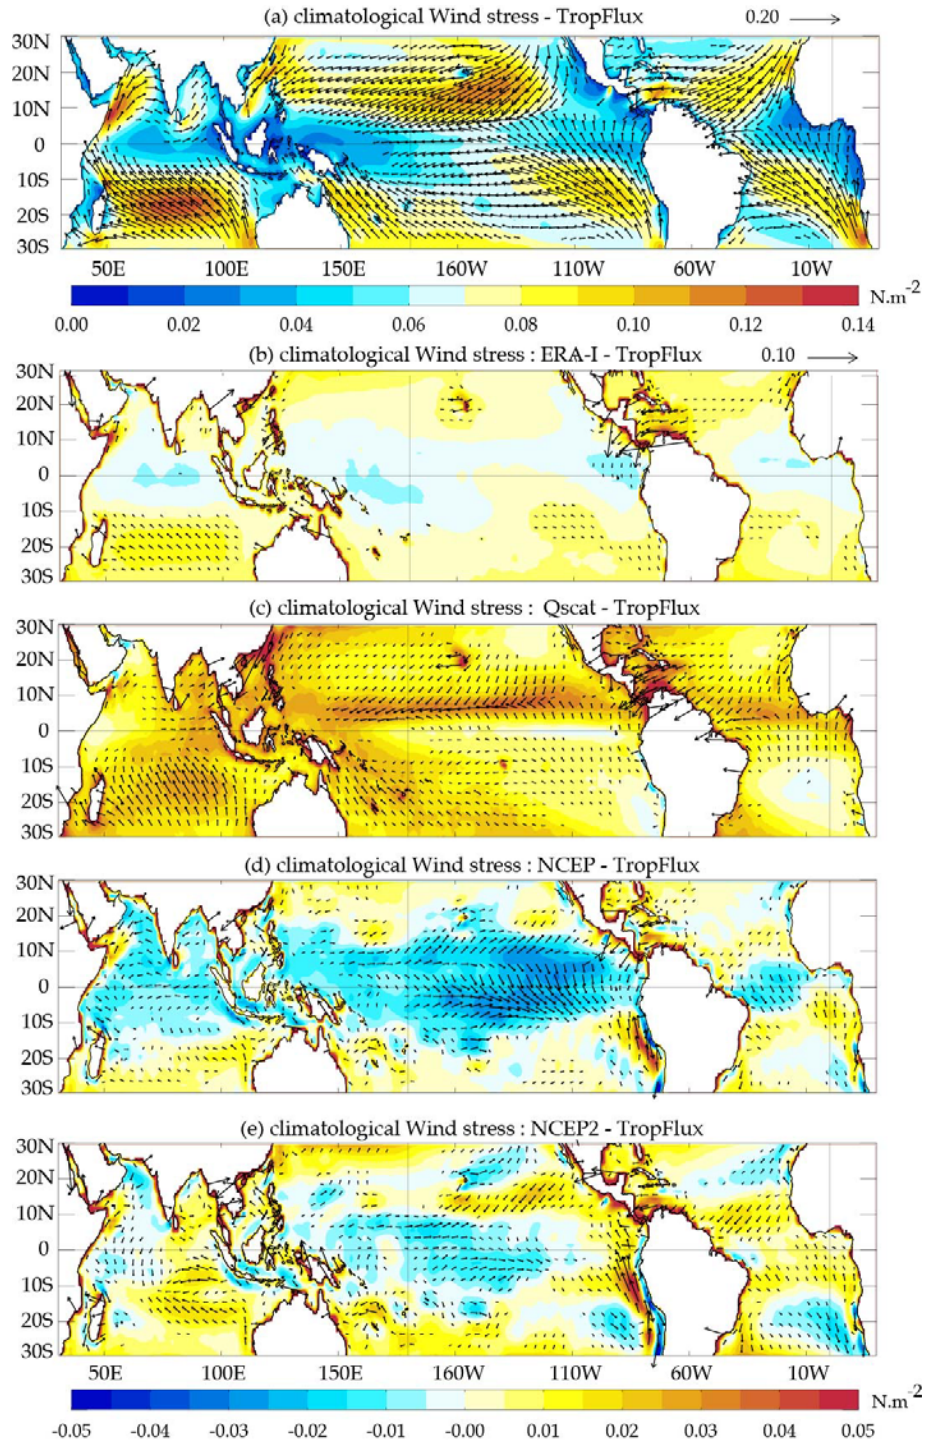 (a) climatological Wind stress - TropFlux 0.20
30N
20N
10N
0
10S
20S
30S
50E 100E 150E 160W 110W 60W 10W
N.m-2
0.00 0.02 0.04 0.06 0.08 0.10 0.12 0.14
(b) climatological Wind stress : ERA-I - TropFlux 0.10
30N
20N
10N
0
10S
20S
30S
(c) climatological Wind stress : Qscat - TropFlux
30N
20N
10N
0
10S
20S
30S
(d) climatological Wind stress : NCEP - TropFlux
30N
20N
10N
0
10S
20S
30S
(e) climatological Wind stress : NCEP2 - TropFlux
30N
20N
10N
0
10S
20S
30S
50E 100E 150E 160W 110W 60W 10W
N.m-2
-0.05 -0.04 -0.03 -0.02 -0.01 -0.00 0.01 0.02 0.03 0.04 0.05